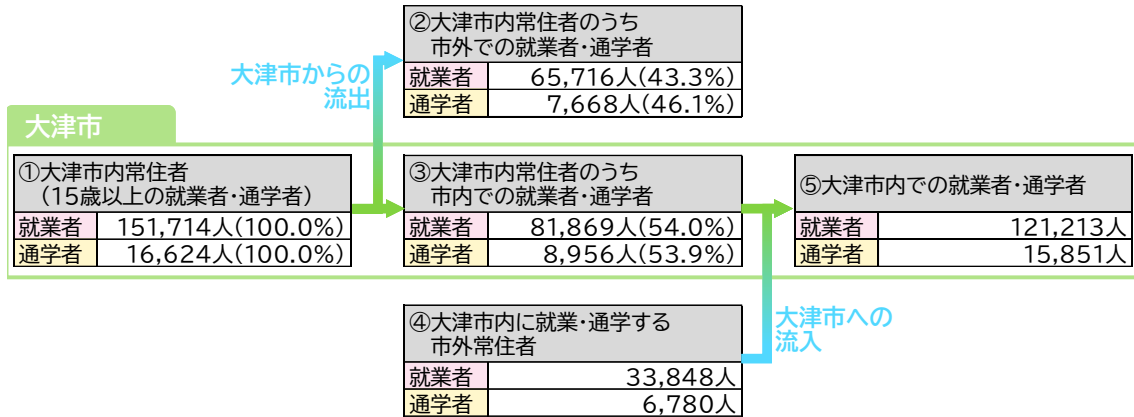 ②大津市内常住者のうち
市外での就業者・通学者
就業者 65,716人(43.3%)
通学者 7,668人(46.1%)
大津市からの
流出
大津市
①大津市内常住者
(15歳以上の就業者・通学者)
就業者 151,714人(100.0%)
通学者 16,624人(100.0%)
③大津市内常住者のうち
市内での就業者・通学者
就業者 81,869人(54.0%)
通学者 8,956人(53.9%)
⑤大津市内での就業者・通学者
就業者 121,213人
通学者 15,851人
④大津市内に就業・通学する
市外常住者
就業者 33,848人
通学者 6,780人
大津市への
流入